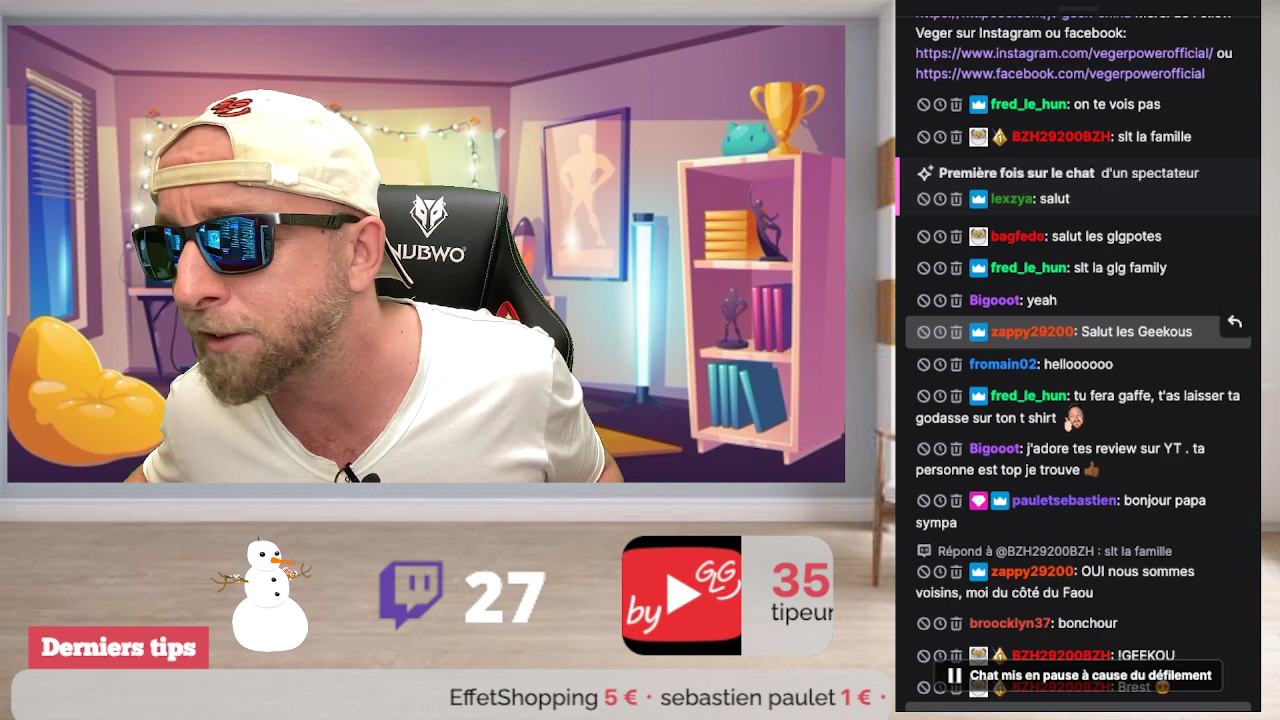 Veger sur Instagram ou facebook:
https://www.instagram.com/vegerpowerofficial/ ou
https://www.facebook.com/vegerpowerofficial
fred_le_hun: on te vois pas
BZH29200BZH: slt la famille
Première fois sur le chat d'un spectateur
lexzya: salut
bagfedo: salut les glgpotes
fred_le_hun: slt la glg family
Bigooot: yeah
zappy29200: Salut les Geekous
fromain02: helloooooo
fred_le_hun: tu fera gaffe, t'as laisser ta
godasse sur ton t shirt
Bigooot: j'adore tes review sur YT . ta
personne est top je trouve
pauletsebastien: bonjour papa
sympa
Répond à @BZH29200BZH : slt la famille
zappy29200: OUI nous sommes
voisins, moi du côté du Faou
broocklyn37: bonchour
BZH29200BZH: !GEEKOU
Chat mis en pause à cause du défilement
BZH29200BZH: Brest
NUBWO
27
by GLG
35
tipeur
Derniers tips
EffetShopping 5 € · sebastien paulet 1 € ·